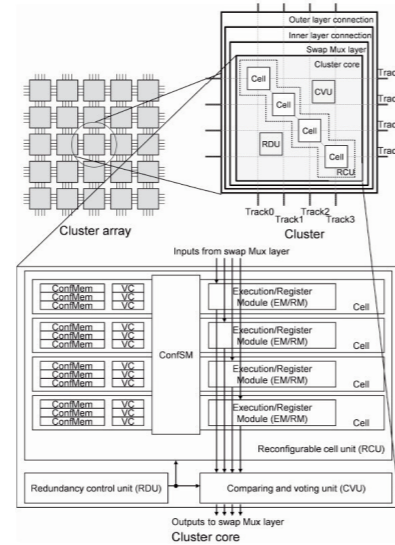 Outer layer connection
Inner layer connection
Swap Mux layer
Cluster core
Cell
CVU
Cell
Cell
RDU
Cell
RCU
Trac
Trac
Trac
Trac
Track0
Track1
Track2
Track3
Cluster array
Cluster
Inputs from swap Mux layer
ConfMem VC
ConfMem VC
ConfMem VC
Execution/Register
Module (EM/RM)
Cell
ConfMem VC
ConfMem VC
ConfMem VC
ConfSM
Execution/Register
Module (EM/RM)
Cell
ConfMem VC
ConfMem VC
ConfMem VC
Execution/Register
Module (EM/RM)
Cell
ConfMem VC
ConfMem VC
ConfMem VC
Execution/Register
Module (EM/RM)
Cell
Reconfigurable cell unit (RCU)
Redundancy control unit (RDU)
Comparing and voting unit (CVU)
Outputs to swap Mux layer
Cluster core